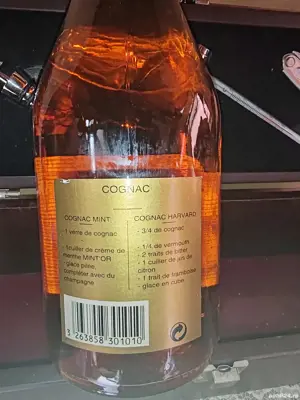 COGNAC
COGNAC MINT
- 1 verre de cognac
- 1 cuiller de crème de
menthe MINT'OR
- glace pilée,
compléter avec du
champagne
COGNAC HARVARD
- 3/4 de cognac
- 1/4 de vermouth
- 2 traits de bitter
- 1 cuiller de jus de
citron
- 1 trait de framboise
- glace en cube
3 263858 301010